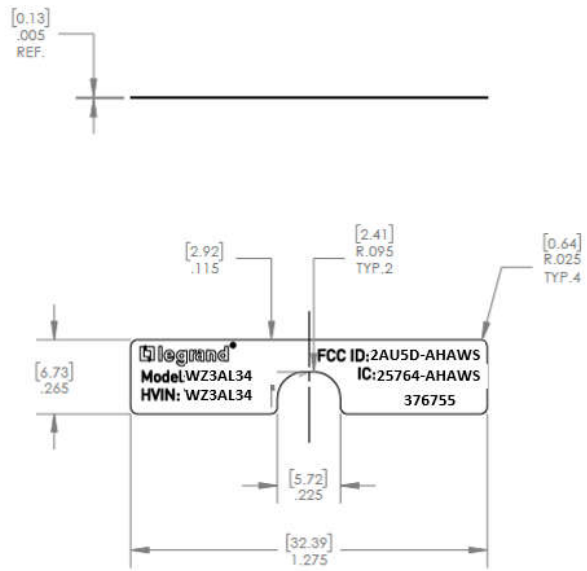 [0.13]
.005
REF.
[2.92]
.115
[2.41]
R.095
TYP.2
[0.64]
R.025
TYP.4
[6.73]
.265
legrand®
Model:WZ3AL34
HVIN: WZ3AL34
FCC ID:2AU5D-AHAWS
IC:25764-AHAWS
376755
[5.72]
.225
[32.39]
1.275